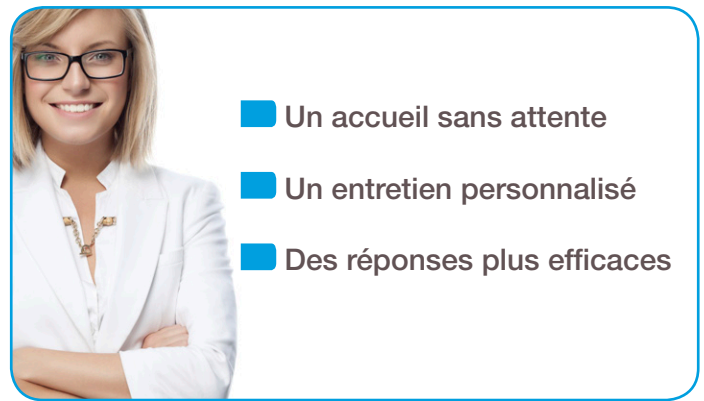 Un accueil sans attente
Un entretien personnalisé
Des réponses plus efficaces